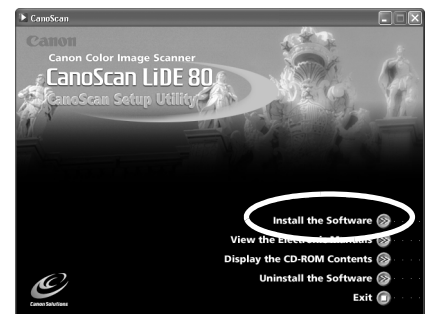 CanoScan
Canon
Canon Color Image Scanner
CanoScan LiDE 80
CanoScan Setup Utility
Install the Software
View the Electronic Manuals
Display the CD-ROM Contents
Uninstall the Software
Exit
Canon Solutions